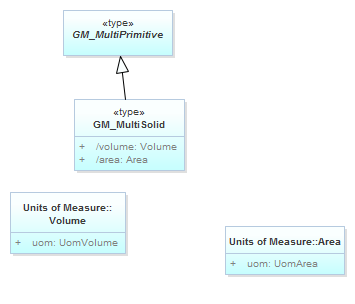 «type»
GM_MultiPrimitive
«type»
GM_MultiSolid
+ /volume: Volume
+ /area: Area
Units of Measure::
Volume
+ uom: UomVolume
Units of Measure::Area
+ uom: UomArea